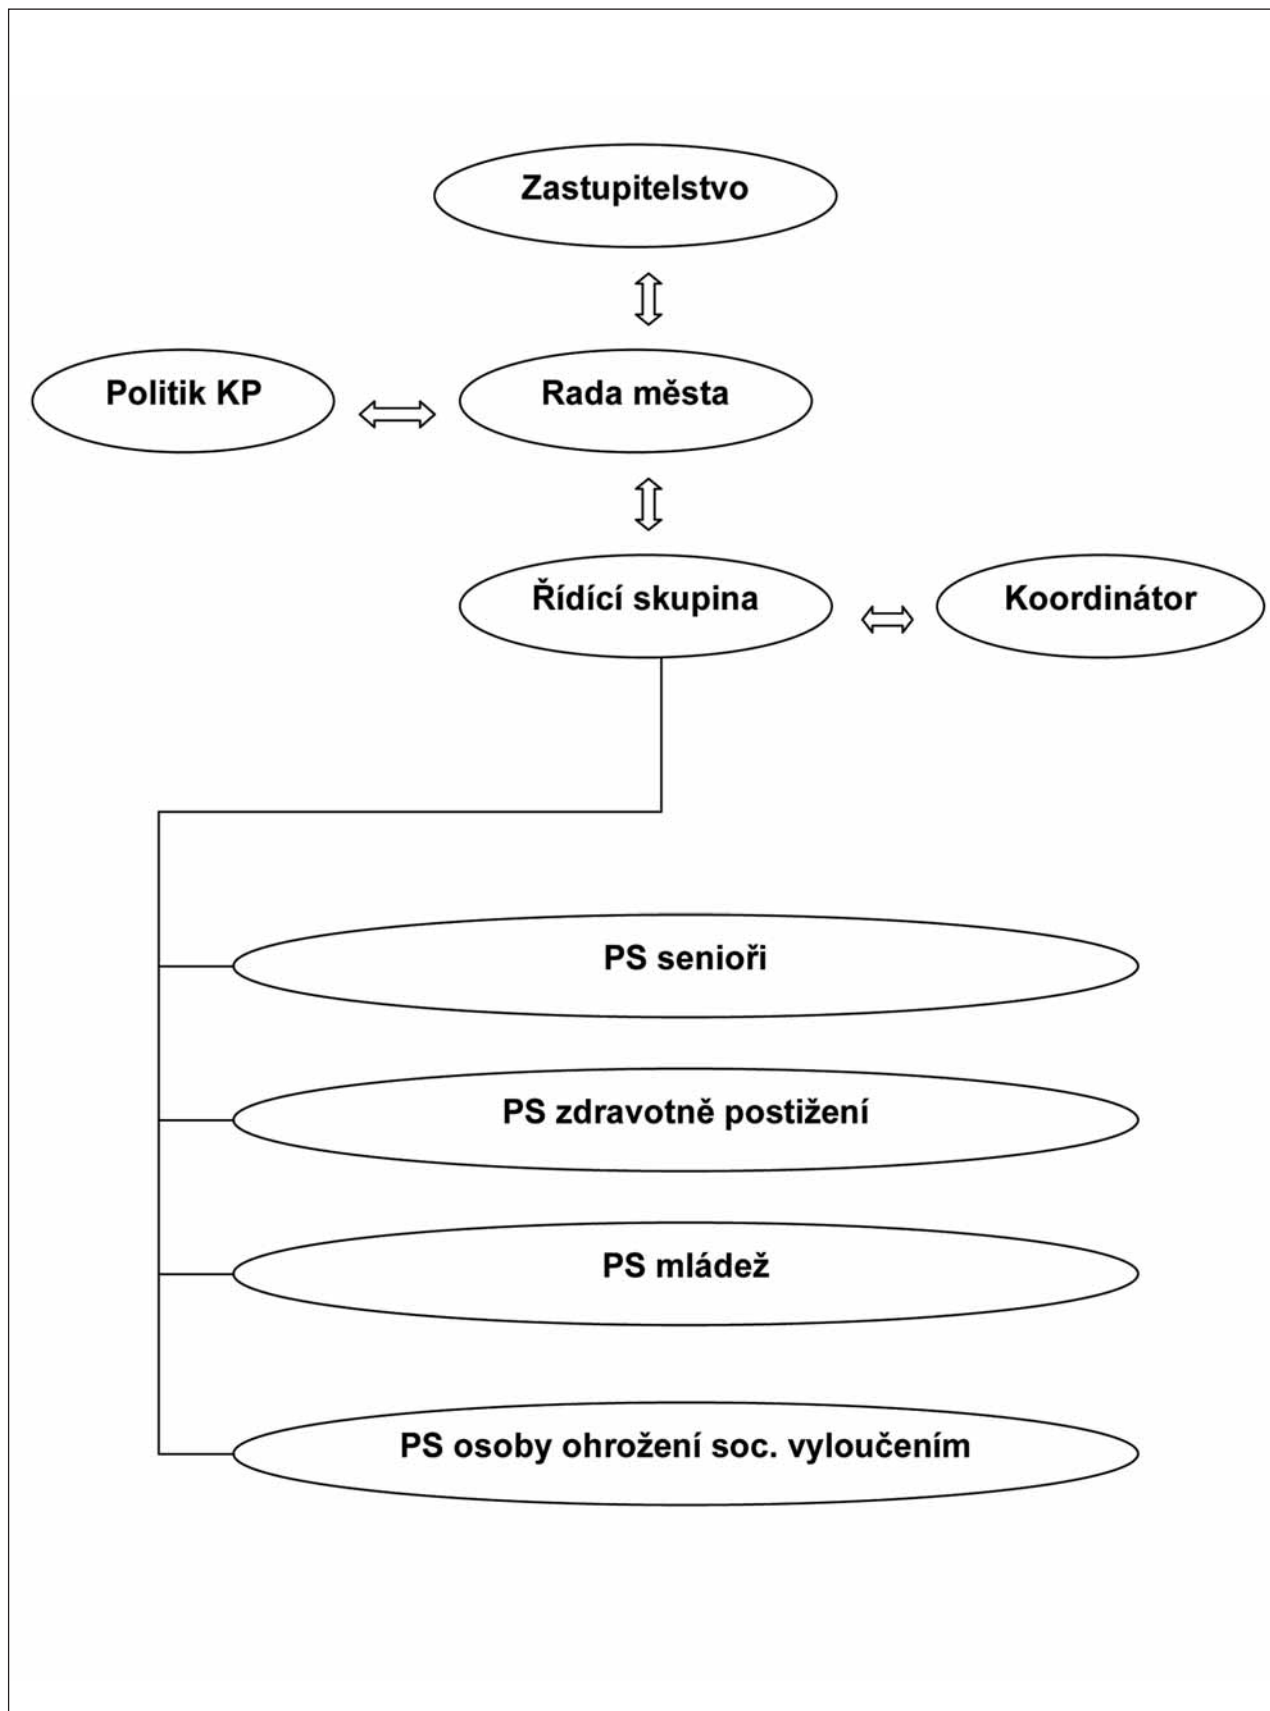 Zastupitelstvo
Politik KP
Rada města
Řídící skupina
Koordinátor
PS senioři
PS zdravotně postižení
PS mládež
PS osoby ohrožení soc. vyloučením